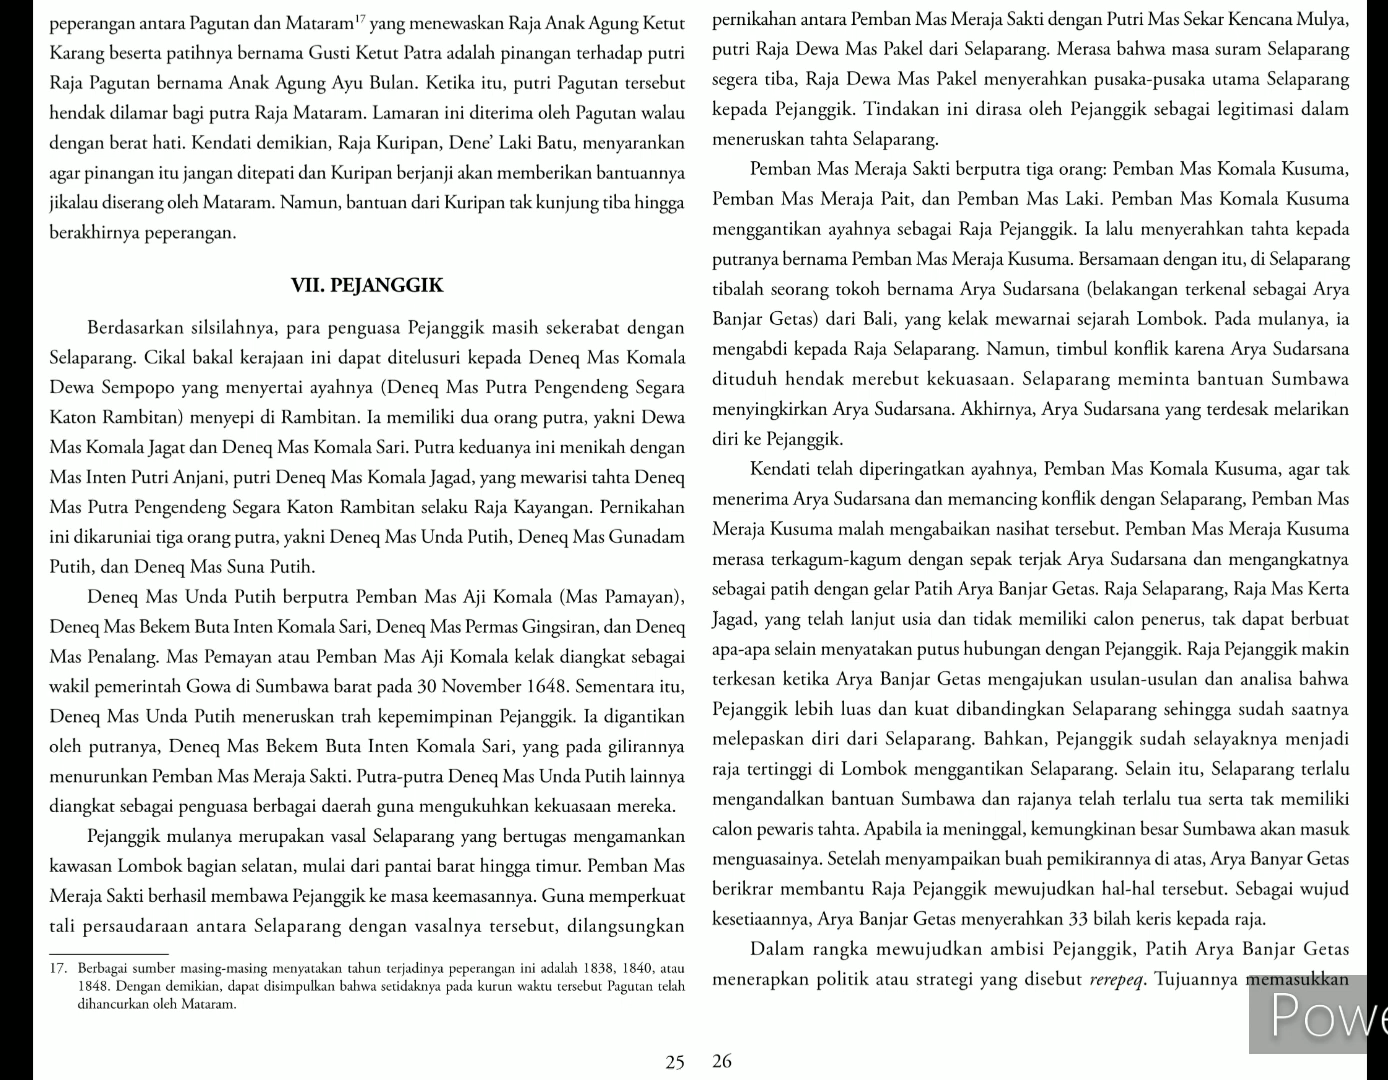 peperangan antara Pagutan dan Mataram¹⁷ yang menewaskan Raja Anak Agung Ketut
Karang beserta patihnya bernama Gusti Ketut Patra adalah pinangan terhadap putri
Raja Pagutan bernama Anak Agung Ayu Bulan. Ketika itu, putri Pagutan tersebut
hendak dilamar bagi putra Raja Mataram. Lamaran ini diterima oleh Pagutan walau
dengan berat hati. Kendati demikian, Raja Kuripan, Dene’ Laki Batu, menyarankan
agar pinangan itu jangan ditepati dan Kuripan berjanji akan memberikan bantuannya
jikalau diserang oleh Mataram. Namun, bantuan dari Kuripan tak kunjung tiba hingga
berakhirnya peperangan.
VII. PEJANGGIK
Berdasarkan silsilahnya, para penguasa Pejanggik masih sekerabat dengan
Selaparang. Cikal bakal kerajaan ini dapat ditelusuri kepada Deneq Mas Komala
Dewa Sempopo yang menyertai ayahnya (Deneq Mas Putra Pengendeng Segara
Katon Rambitan) menyepi di Rambitan. Ia memiliki dua orang putra, yakni Dewa
Mas Komala Jagat dan Deneq Mas Komala Sari. Putra keduanya ini menikah dengan
Mas Inten Putri Anjani, putri Deneq Mas Komala Jagad, yang mewarisi tahta Deneq
Mas Putra Pengendeng Segara Katon Rambitan selaku Raja Kayangan. Pernikahan
ini dikaruniai tiga orang putra, yakni Deneq Mas Unda Putih, Deneq Mas Gunadam
Putih, dan Deneq Mas Suna Putih.
Deneq Mas Unda Putih berputra Pemban Mas Aji Komala (Mas Pamayan),
Deneq Mas Bekem Buta Inten Komala Sari, Deneq Mas Permas Gingsiran, dan Deneq
Mas Penalang. Mas Pemayan atau Pemban Mas Aji Komala kelak diangkat sebagai
wakil pemerintah Gowa di Sumbawa barat pada 30 November 1648. Sementara itu,
Deneq Mas Unda Putih meneruskan trah kepemimpinan Pejanggik. Ia digantikan
oleh putranya, Deneq Mas Bekem Buta Inten Komala Sari, yang pada gilirannya
menurunkan Pemban Mas Meraja Sakti. Putra-putra Deneq Mas Unda Putih lainnya
diangkat sebagai penguasa berbagai daerah guna mengukuhkan kekuasaan mereka.
Pejanggik mulanya merupakan vasal Selaparang yang bertugas mengamankan
kawasan Lombok bagian selatan, mulai dari pantai barat hingga timur. Pemban Mas
Meraja Sakti berhasil membawa Pejanggik ke masa keemasannya. Guna memperkuat
tali persaudaraan antara Selaparang dengan vasalnya tersebut, dilangsungkan
17. Berbagai sumber masing-masing menyatakan tahun terjadinya peperangan ini adalah 1838, 1840, atau
1848. Dengan demikian, dapat disimpulkan bahwa setidaknya pada kurun waktu tersebut Pagutan telah
dihancurkan oleh Mataram.
25
pernikahan antara Pemban Mas Meraja Sakti dengan Putri Mas Sekar Kencana Mulya,
putri Raja Dewa Mas Pakel dari Selaparang. Merasa bahwa masa suram Selaparang
segera tiba, Raja Dewa Mas Pakel menyerahkan pusaka-pusaka utama Selaparang
kepada Pejanggik. Tindakan ini dirasa oleh Pejanggik sebagai legitimasi dalam
meneruskan tahta Selaparang.
Pemban Mas Meraja Sakti berputra tiga orang: Pemban Mas Komala Kusuma,
Pemban Mas Meraja Pait, dan Pemban Mas Laki. Pemban Mas Komala Kusuma
menggantikan ayahnya sebagai Raja Pejanggik. Ia lalu menyerahkan tahta kepada
putranya bernama Pemban Mas Meraja Kusuma. Bersamaan dengan itu, di Selaparang
tibalah seorang tokoh bernama Arya Sudarsana (belakangan terkenal sebagai Arya
Banjar Getas) dari Bali, yang kelak mewarnai sejarah Lombok. Pada mulanya, ia
mengabdi kepada Raja Selaparang. Namun, timbul konflik karena Arya Sudarsana
dituduh hendak merebut kekuasaan. Selaparang meminta bantuan Sumbawa
menyingkirkan Arya Sudarsana. Akhirnya, Arya Sudarsana yang terdesak melarikan
diri ke Pejanggik.
Kendati telah diperingatkan ayahnya, Pemban Mas Komala Kusuma, agar tak
menerima Arya Sudarsana dan memancing konflik dengan Selaparang, Pemban Mas
Meraja Kusuma malah mengabaikan nasihat tersebut. Pemban Mas Meraja Kusuma
merasa terkagum-kagum dengan sepak terjak Arya Sudarsana dan mengangkatnya
sebagai patih dengan gelar Patih Arya Banjar Getas. Raja Selaparang, Raja Mas Kerta
Jagad, yang telah lanjut usia dan tidak memiliki calon penerus, tak dapat berbuat
apa-apa selain menyatakan putus hubungan dengan Pejanggik. Raja Pejanggik makin
terkesan ketika Arya Banjar Getas mengajukan usulan-usulan dan analisa bahwa
Pejanggik lebih luas dan kuat dibandingkan Selaparang sehingga sudah saatnya
melepaskan diri dari Selaparang. Bahkan, Pejanggik sudah selayaknya menjadi
raja tertinggi di Lombok menggantikan Selaparang. Selain itu, Selaparang terlalu
mengandalkan bantuan Sumbawa dan rajanya telah terlalu tua serta tak memiliki
calon pewaris tahta. Apabila ia meninggal, kemungkinan besar Sumbawa akan masuk
menguasainya. Setelah menyampaikan buah pemikirannya di atas, Arya Banyar Getas
berikrar membantu Raja Pejanggik mewujudkan hal-hal tersebut. Sebagai wujud
kesetiaannya, Arya Banjar Getas menyerahkan 33 bilah keris kepada raja.
Dalam rangka mewujudkan ambisi Pejanggik, Patih Arya Banjar Getas
menerapkan politik atau strategi yang disebut rerepeq. Tujuannya memasukkan
26
Powe